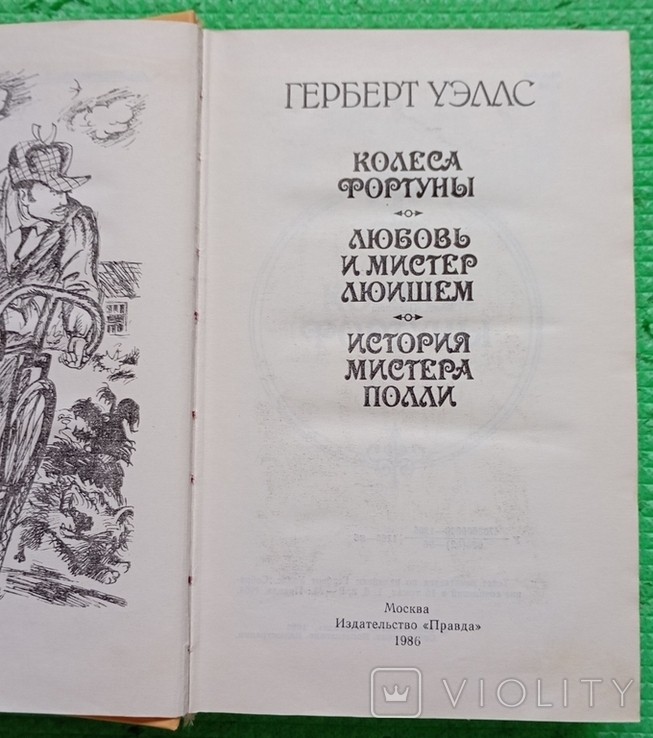 ГЕРБЕРТ УЭЛЛС
КОЛЕСА
ФОРТУНЫ
ЛЮБОВЬ
И МИСТЕР
ЛЮИШЕМ
ИСТОРИЯ
МИСТЕРА
ПОЛЛИ
Москва
Издательство «Правда»
1986
VIOLITY